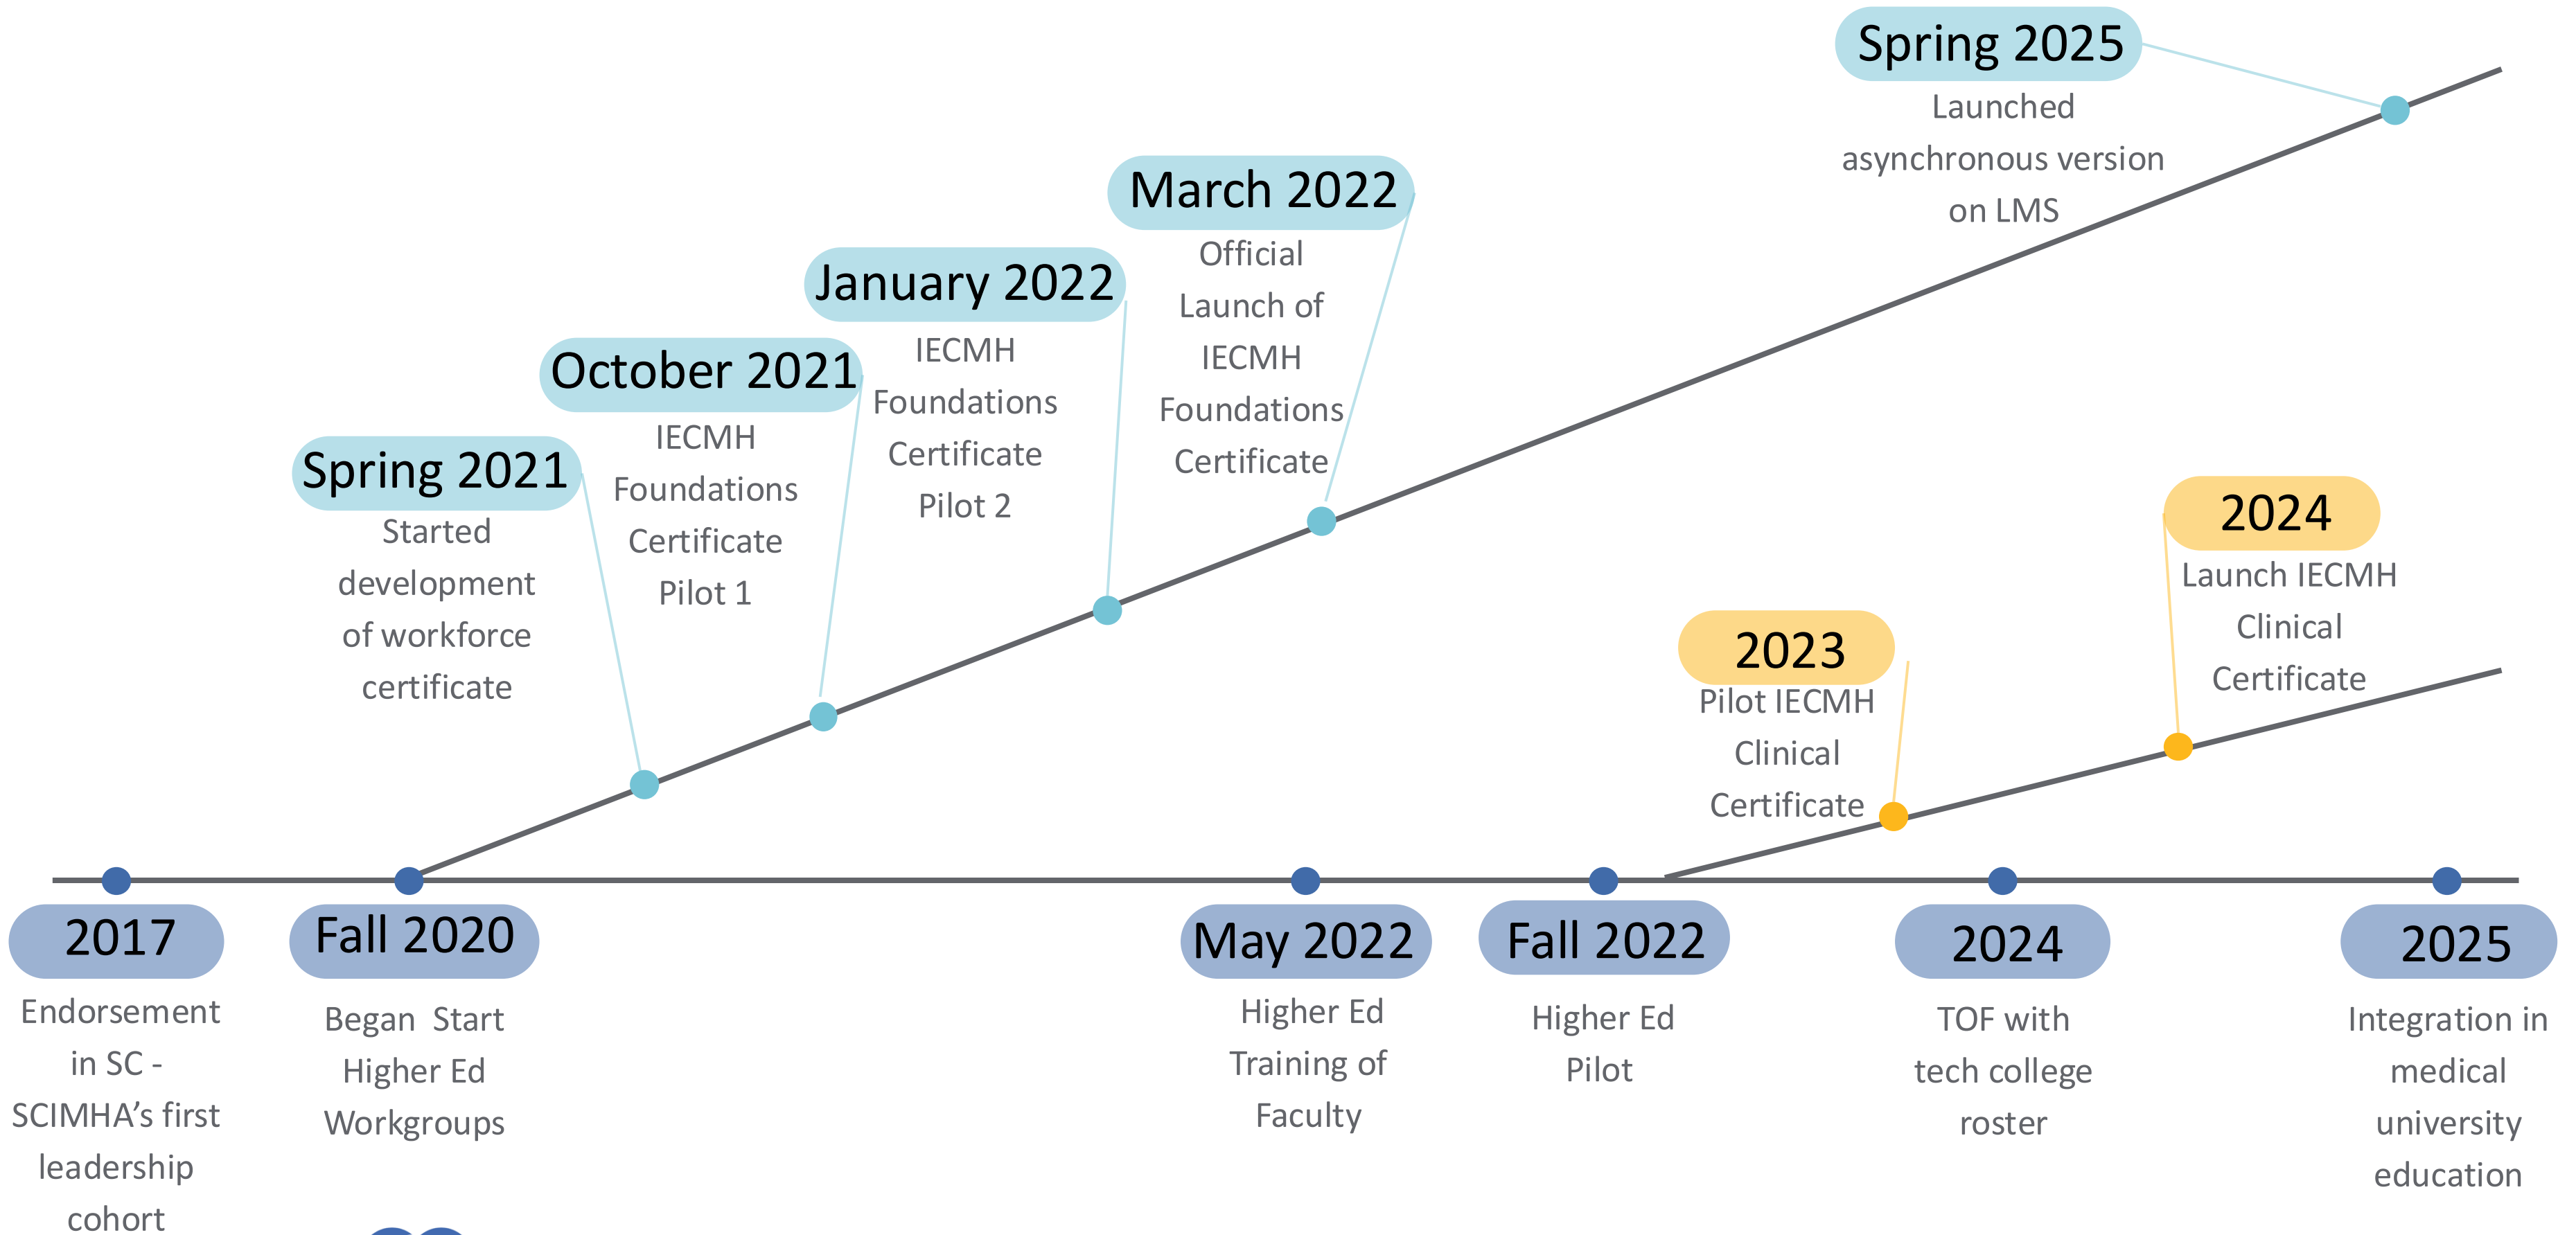 Spring 2025
Launched
asynchronous version
on LMS
March 2022
Official
Launch of
IECMH
Foundations
Certificate
January 2022
IECMH
Foundations
Certificate
Pilot 2
October 2021
IECMH
Foundations
Certificate
Pilot 1
Spring 2021
Started
development
of workforce
certificate
2024
Launch IECMH
Clinical
Certificate
2023
Pilot IECMH
Clinical
Certificate
2017
Endorsement
in SC -
SCIMHA’s first
leadership
cohort
Fall 2020
Began  Start
Higher Ed
Workgroups
May 2022
Higher Ed
Training of
Faculty
Fall 2022
Higher Ed
Pilot
2024
TOF with
tech college
roster
2025
Integration in
medical
university
education